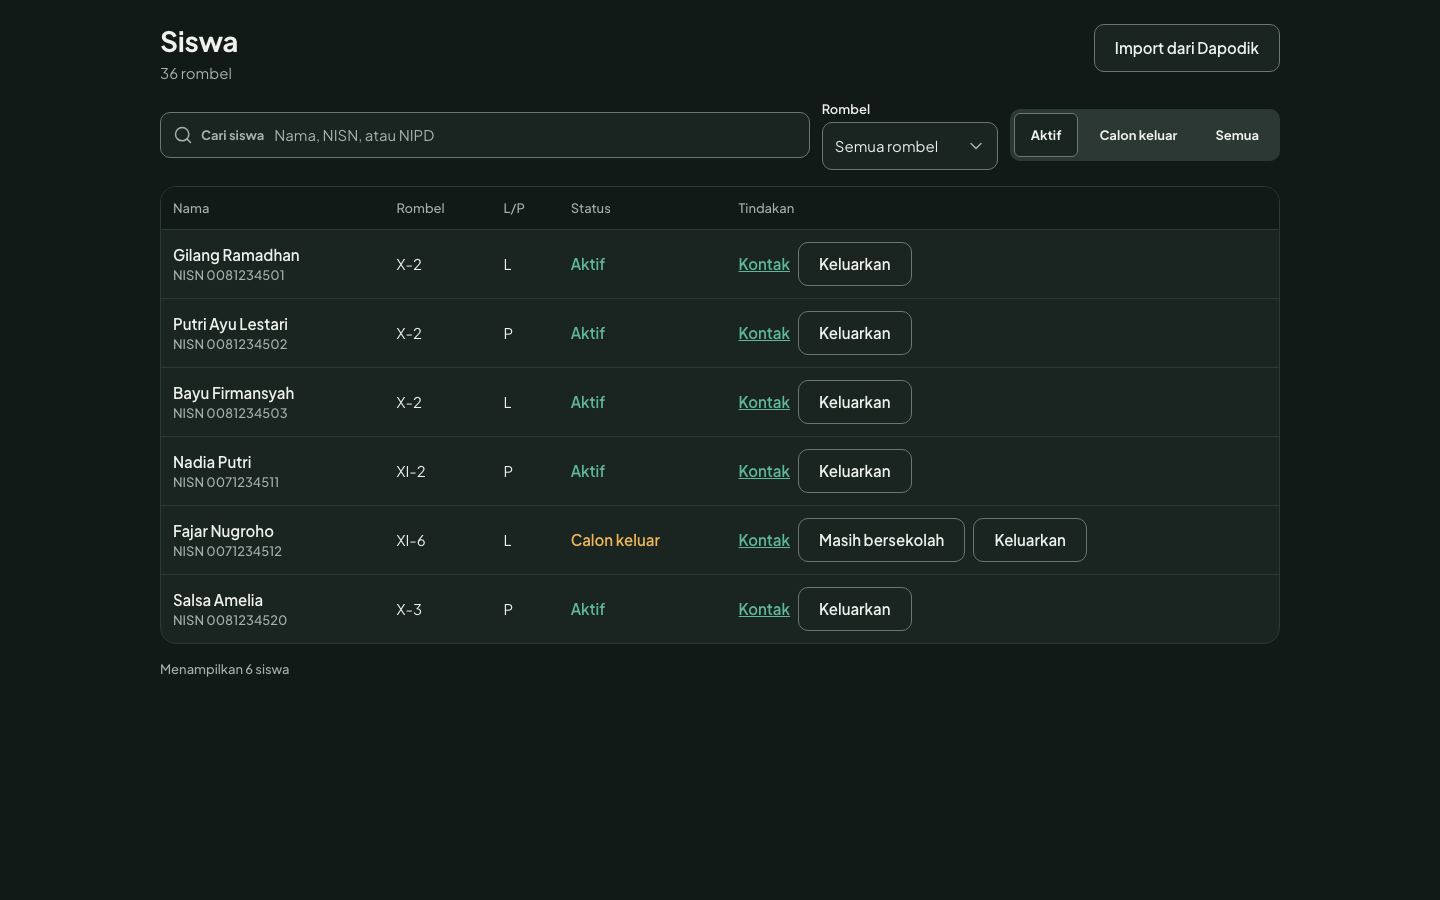 Siswa
36 rombel
Import dari Dapodik
Cari siswa Nama, NISN, atau NIPD
Rombel
Semua rombel
Aktif Calon keluar Semua
Nama Rombel L/P Status Tindakan
Gilang Ramadhan
NISN 0081234501
X-2 L Aktif Kontak Keluarkan
Putri Ayu Lestari
NISN 0081234502
X-2 P Aktif Kontak Keluarkan
Bayu Firmansyah
NISN 0081234503
X-2 L Aktif Kontak Keluarkan
Nadia Putri
NISN 0071234511
XI-2 P Aktif Kontak Keluarkan
Fajar Nugroho
NISN 0071234512
XI-6 L Calon keluar Kontak Masih bersekolah Keluarkan
Salsa Amelia
NISN 0081234520
X-3 P Aktif Kontak Keluarkan
Menampilkan 6 siswa